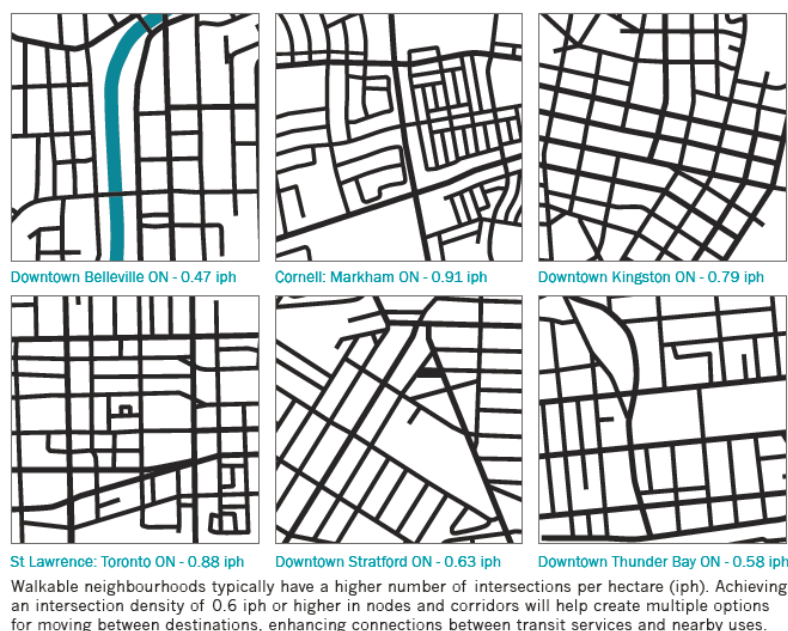 Downtown Belleville ON - 0.47 iph
Cornell: Markham ON - 0.91 iph
Downtown Kingston ON - 0.79 iph
St Lawrence: Toronto ON - 0.88 iph
Downtown Stratford ON - 0.63 iph
Downtown Thunder Bay ON - 0.58 iph
Walkable neighbourhoods typically have a higher number of intersections per hectare (iph). Achieving
an intersection density of 0.6 iph or higher in nodes and corridors will help create multiple options
for moving between destinations, enhancing connections between transit services and nearby uses.